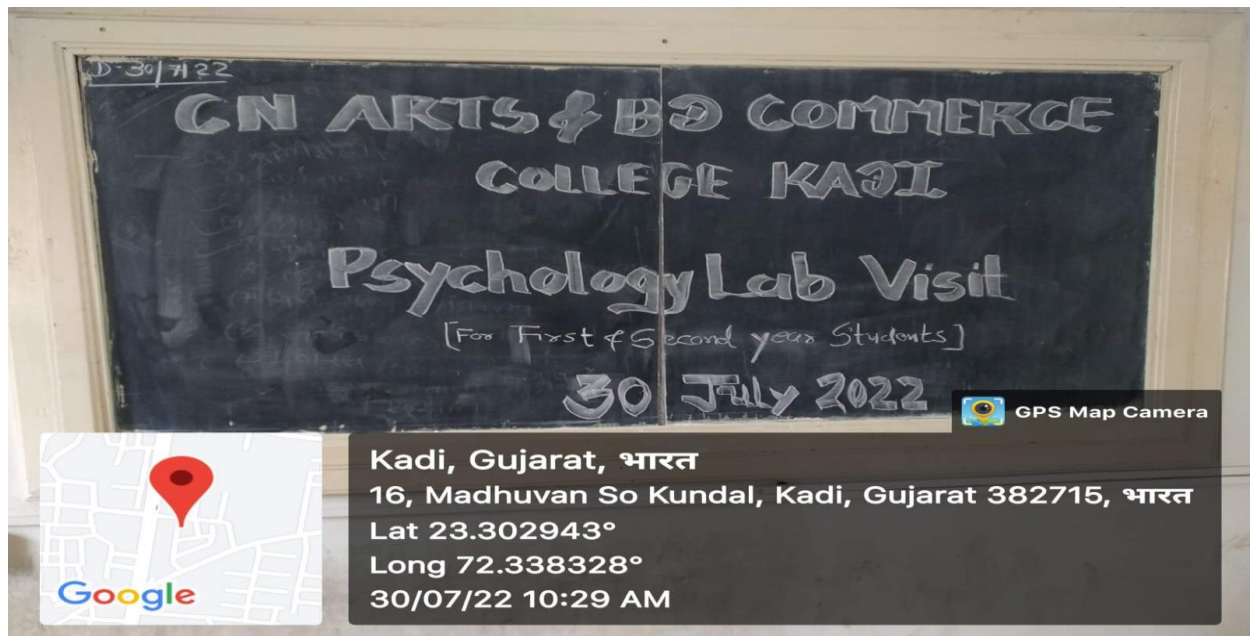 D-30/7/22
GN ARTS & BD COMMERCE
COLLEGE KADI
Psychology Lab Visit
[For First & Second year Students]
30 July 2022
GPS Map Camera
Kadi, Gujarat, भारत
16, Madhuvan So Kundal, Kadi, Gujarat 382715, भारत
Lat 23.302943°
Long 72.338328°
30/07/22 10:29 AM
Google